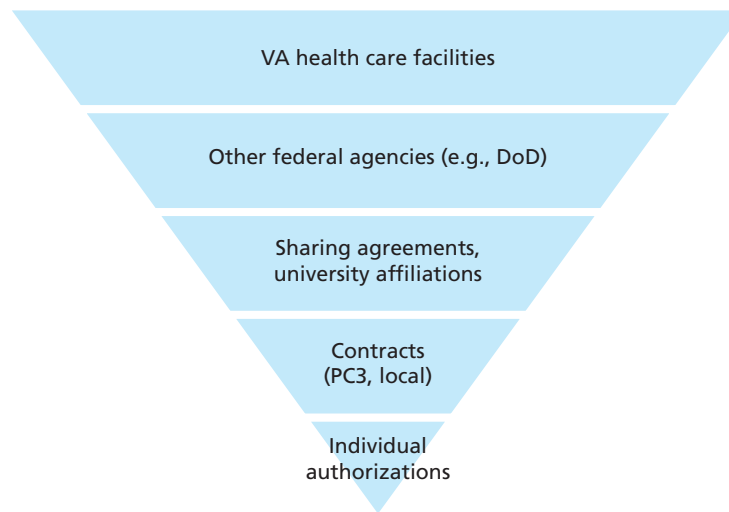 VA health care facilities
Other federal agencies (e.g., DoD)
Sharing agreements,
university affiliations
Contracts
(PC3, local)
Individual
authorizations